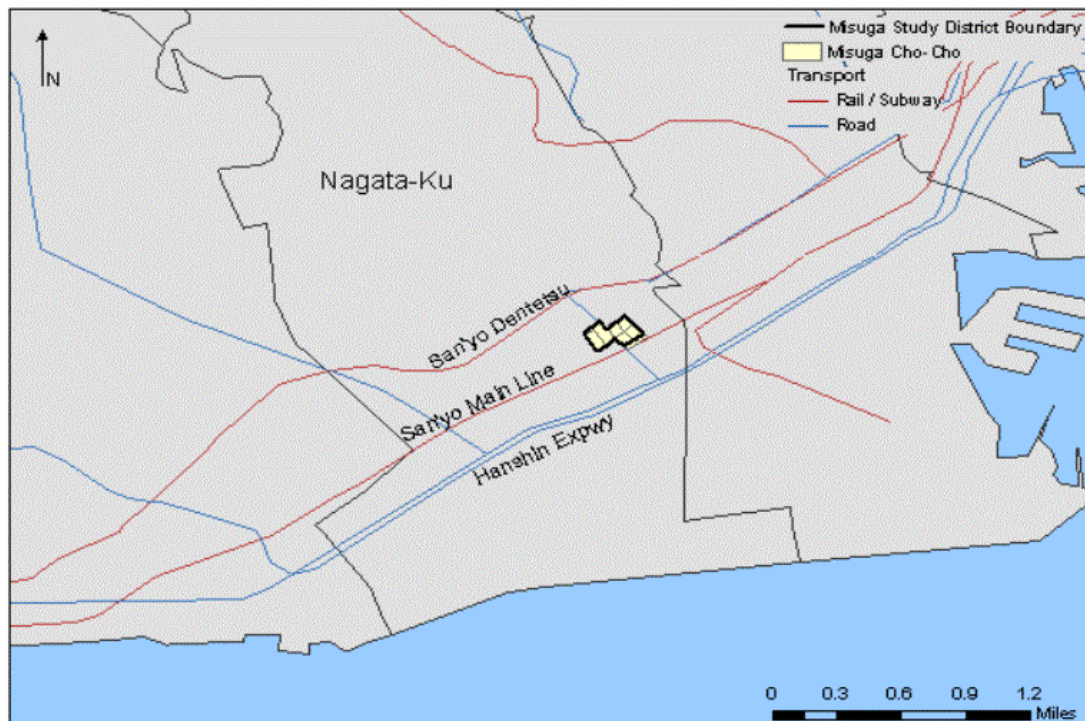 Misuga Study District Boundary
Misuga Cho-Cho
Transport
Rail / Subway
Road
N
Nagata-Ku
San'yo Dentetsu
San'yo Main Line
Hanshin Expwy
0 0.3 0.6 0.9 1.2
Miles